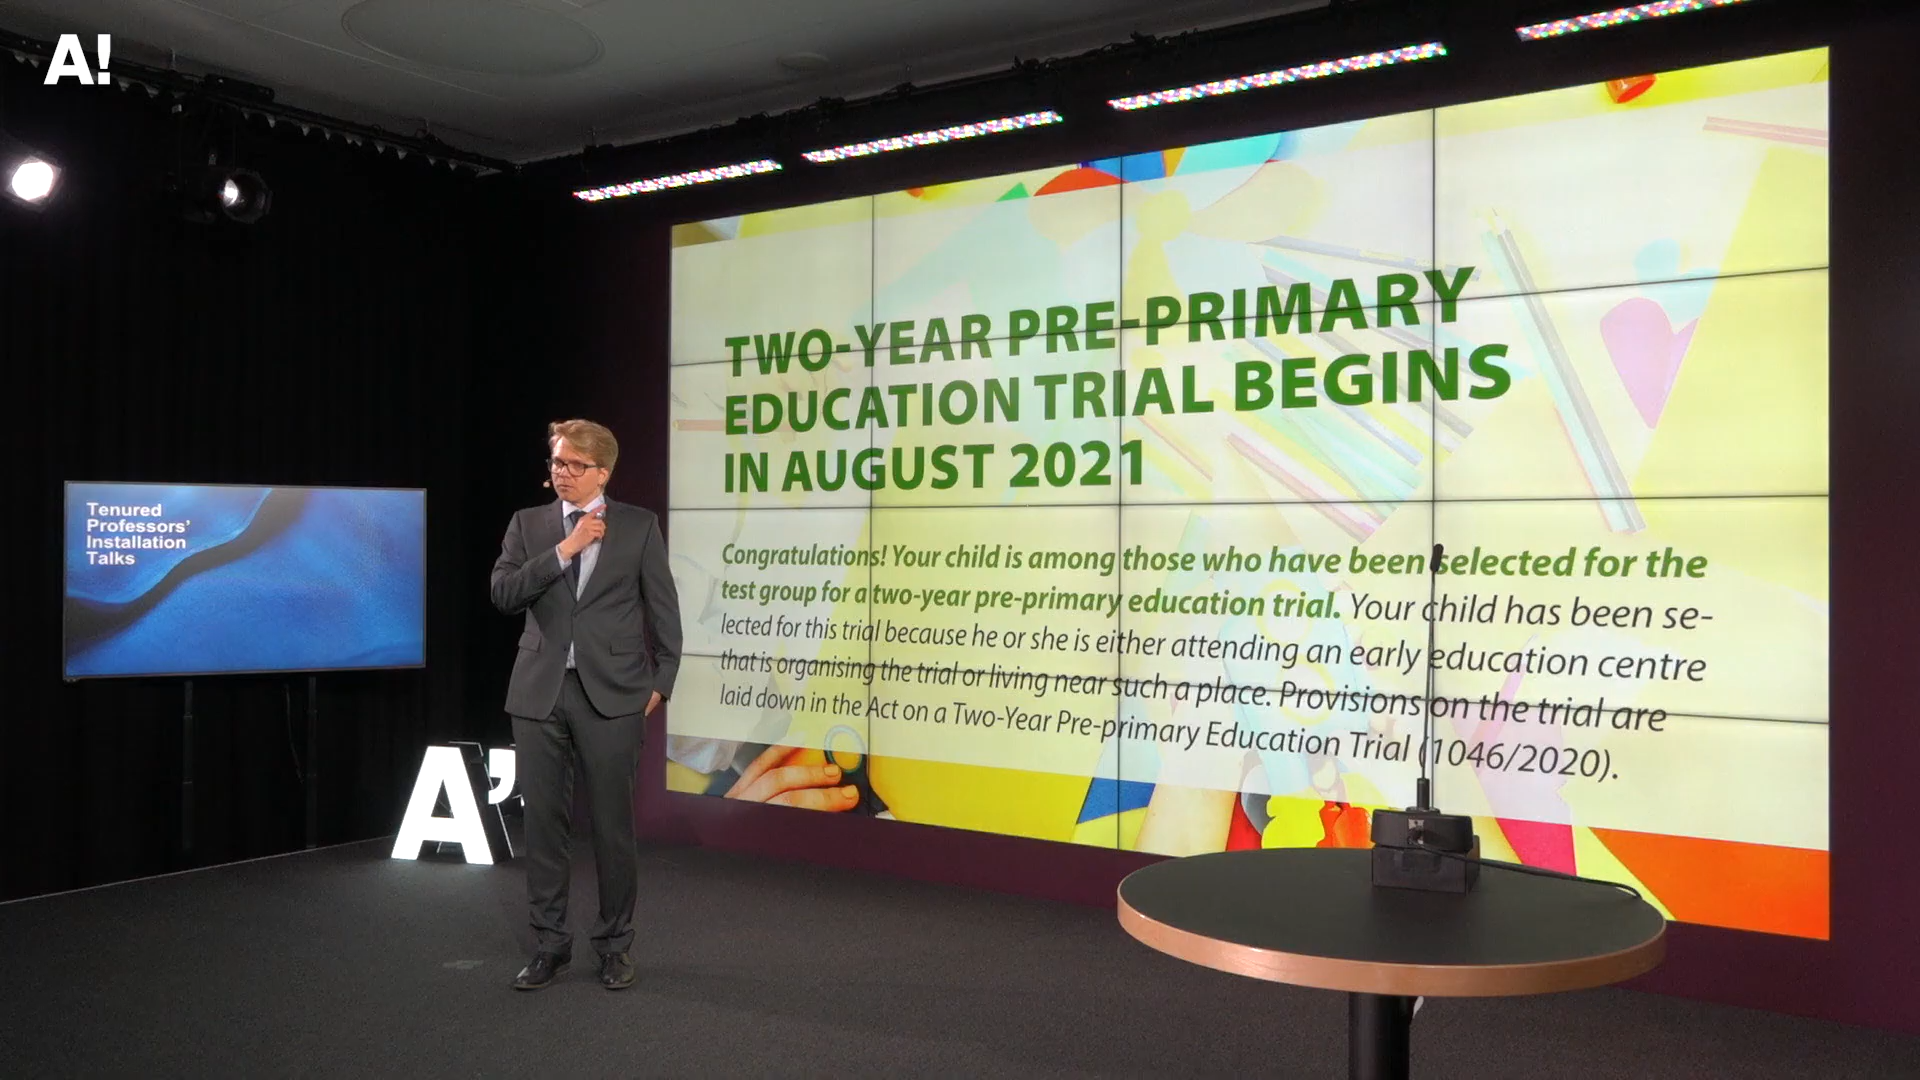 A!
TWO-YEAR PRE-PRIMARY
EDUCATION TRIAL BEGINS
IN AUGUST 2021
Congratulations! Your child is among those who have been selected for the
test group for a two-year pre-primary education trial. Your child has been se-
lected for this trial because he or she is either attending an early education centre
that is organising the trial or living near such a place. Provisions on the trial are
laid down in the Act on a Two-Year Pre-primary Education Trial (1046/2020).
Tenured
Professors'
Installation
Talks
A’